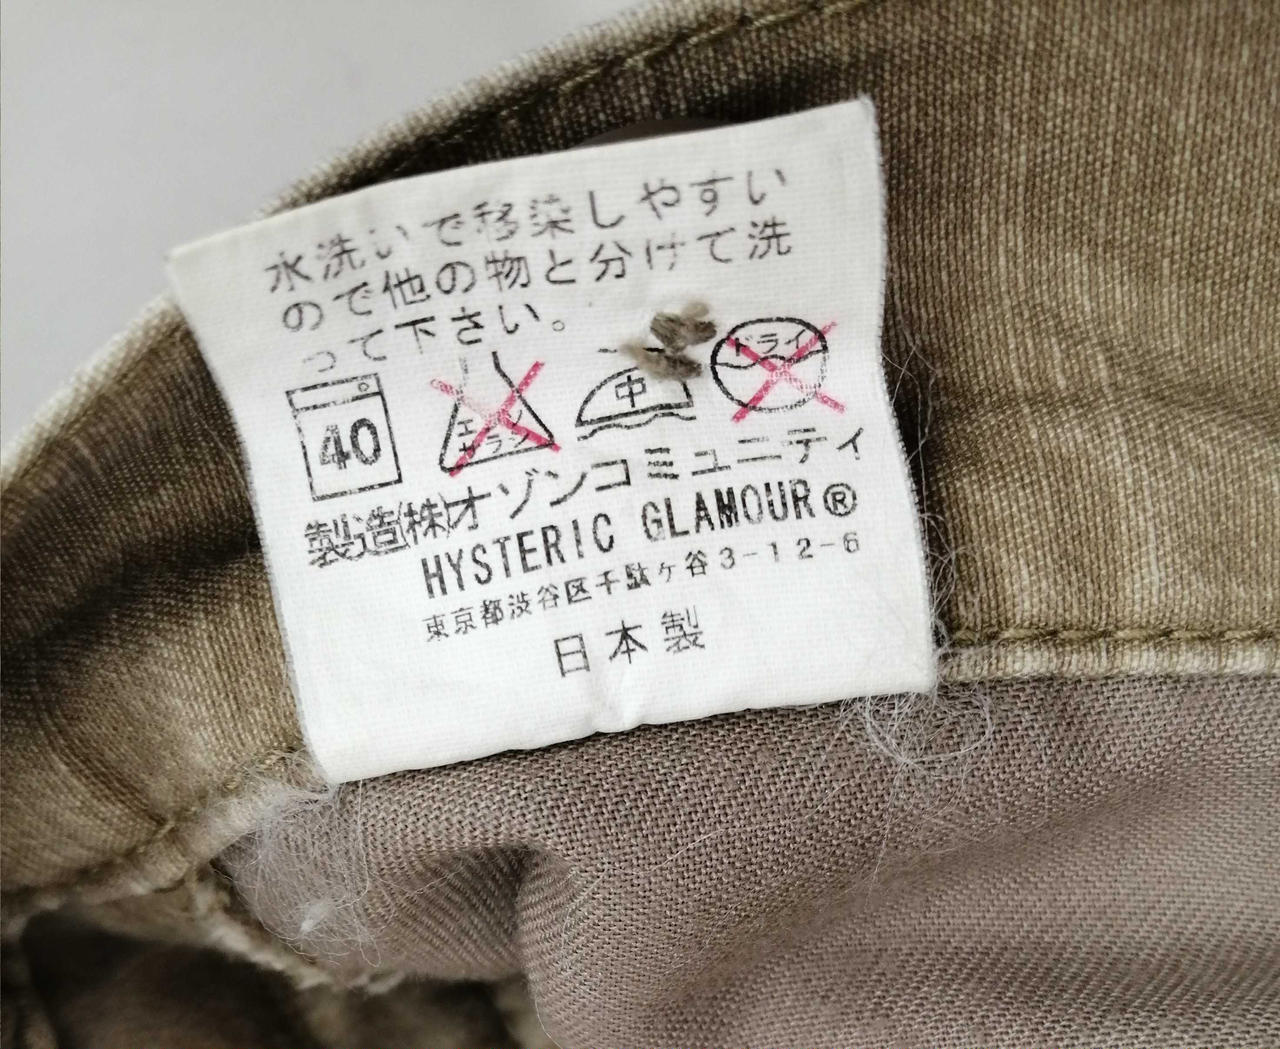 水洗いで移染しやすい
ので他の物と分けて洗
って下さい。
40 エンソサラシ 中 ドライ
製造(株)オゾンコミュニティ
HYSTERIC GLAMOUR®
東京都渋谷区千駄ヶ谷3-12-6
日本製